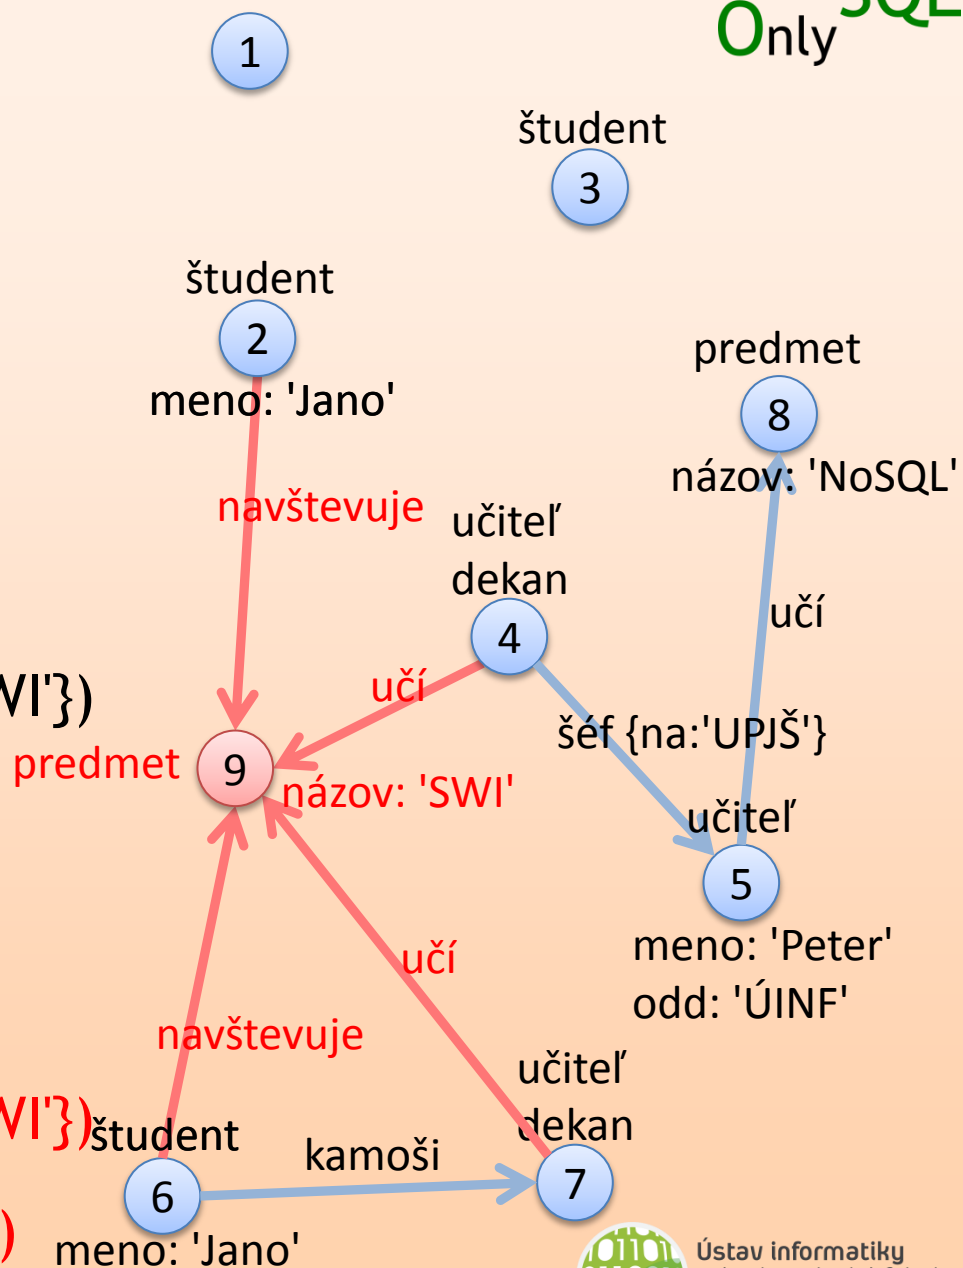 Only
1
študent
3
študent
2
meno: 'Jano'
predmet
8
názov: 'NoSQL'
navštevuje
učiteľ
dekan
4
učí
učí
WI'})
šéf {na:'UPJŠ'}
predmet
9
názov: 'SWI'
učiteľ
5
meno: 'Peter'
odd: 'ÚINF'
učí
navštevuje
učiteľ
dekan
WI'})
študent
kamoši
6
7
)
meno: 'Jano'
Ústav informatiky